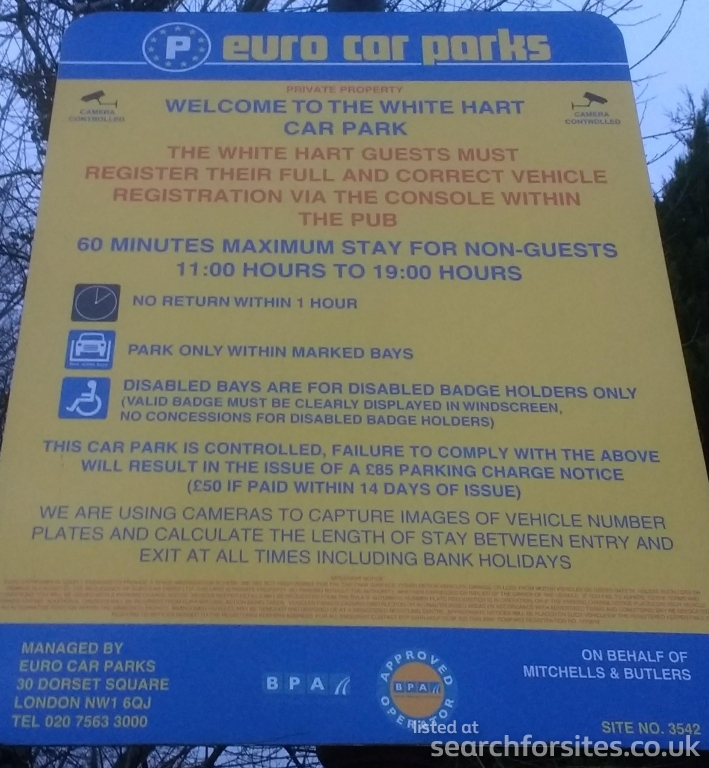 P euro car parks
PRIVATE PROPERTY
CAMERA
CONTROLLED
WELCOME TO THE WHITE HART
CAR PARK
CAMERA
CONTROLLED
THE WHITE HART GUESTS MUST
REGISTER THEIR FULL AND CORRECT VEHICLE
REGISTRATION VIA THE CONSOLE WITHIN
THE PUB
60 MINUTES MAXIMUM STAY FOR NON-GUESTS
11:00 HOURS TO 19:00 HOURS
NO RETURN WITHIN 1 HOUR
PARK ONLY WITHIN MARKED BAYS
DISABLED BAYS ARE FOR DISABLED BADGE HOLDERS ONLY
(VALID BADGE MUST BE CLEARLY DISPLAYED IN WINDSCREEN,
NO CONCESSIONS FOR DISABLED BADGE HOLDERS)
THIS CAR PARK IS CONTROLLED, FAILURE TO COMPLY WITH THE ABOVE
WILL RESULT IN THE ISSUE OF A £85 PARKING CHARGE NOTICE
(£50 IF PAID WITHIN 14 DAYS OF ISSUE)
WE ARE USING CAMERAS TO CAPTURE IMAGES OF VEHICLE NUMBER
PLATES AND CALCULATE THE LENGTH OF STAY BETWEEN ENTRY AND
EXIT AT ALL TIMES INCLUDING BANK HOLIDAYS
IMPORTANT NOTICE
MANAGED BY
EURO CAR PARKS
30 DORSET SQUARE
LONDON NW1 6QJ
TEL 020 7563 3000
BPA
APPROVED
BPA
OPERATOR
ON BEHALF OF
MITCHELLS & BUTLERS
SITE NO. 3542
listed at
searchforsites.co.uk